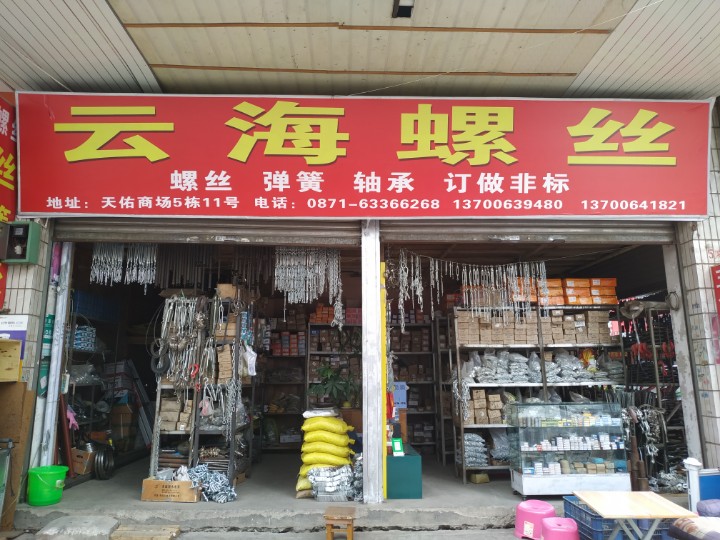 云海螺丝
螺丝 弹簧 轴承 订做非标
地址：天佑商场5栋11号 电话：0871-63366268 13700639480 13700641821